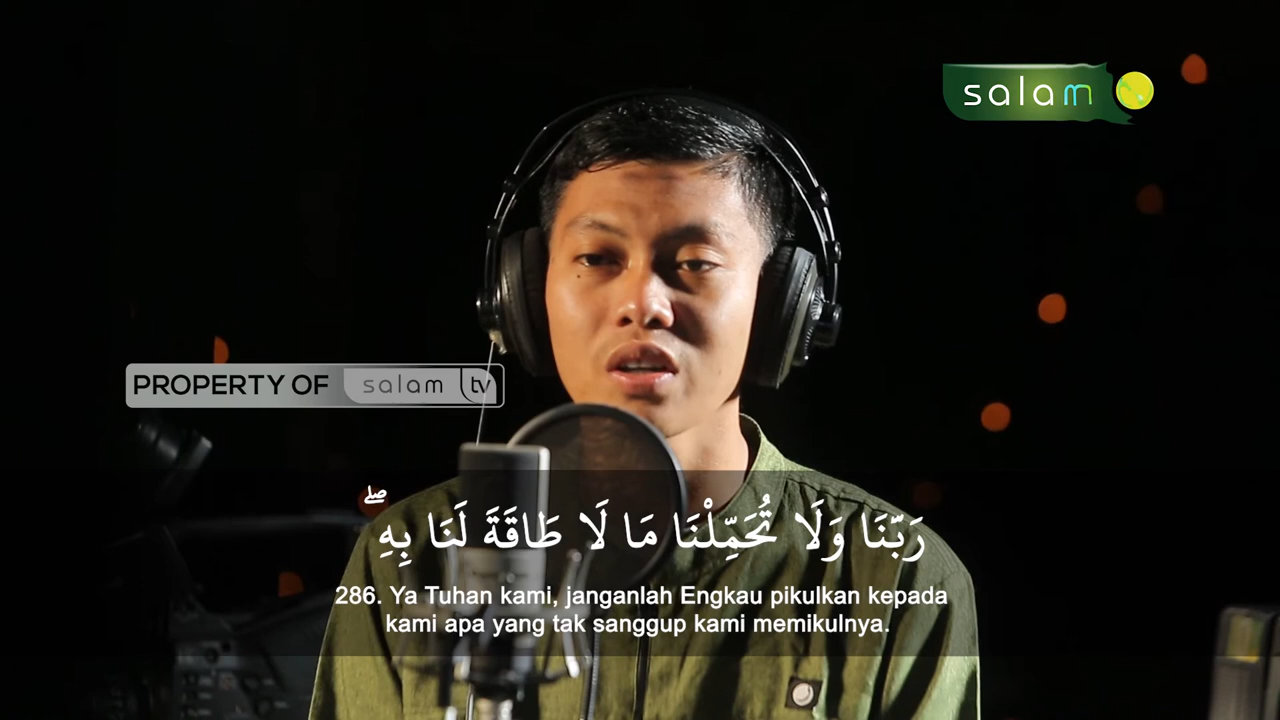 salam
PROPERTY OF salam tv
رَبَّنَا وَلَا تُحَمِّلْنَا مَا لَا طَاقَةَ لَنَا بِهِۖ
286. Ya Tuhan kami, janganlah Engkau pikulkan kepada
kami apa yang tak sanggup kami memikulnya.